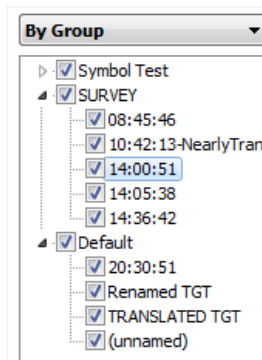 By Group
Symbol Test
SURVEY
08:45:46
10:42:13-NearlyTran
14:00:51
14:05:38
14:36:42
Default
20:30:51
Renamed TGT
TRANSLATED TGT
(unnamed)